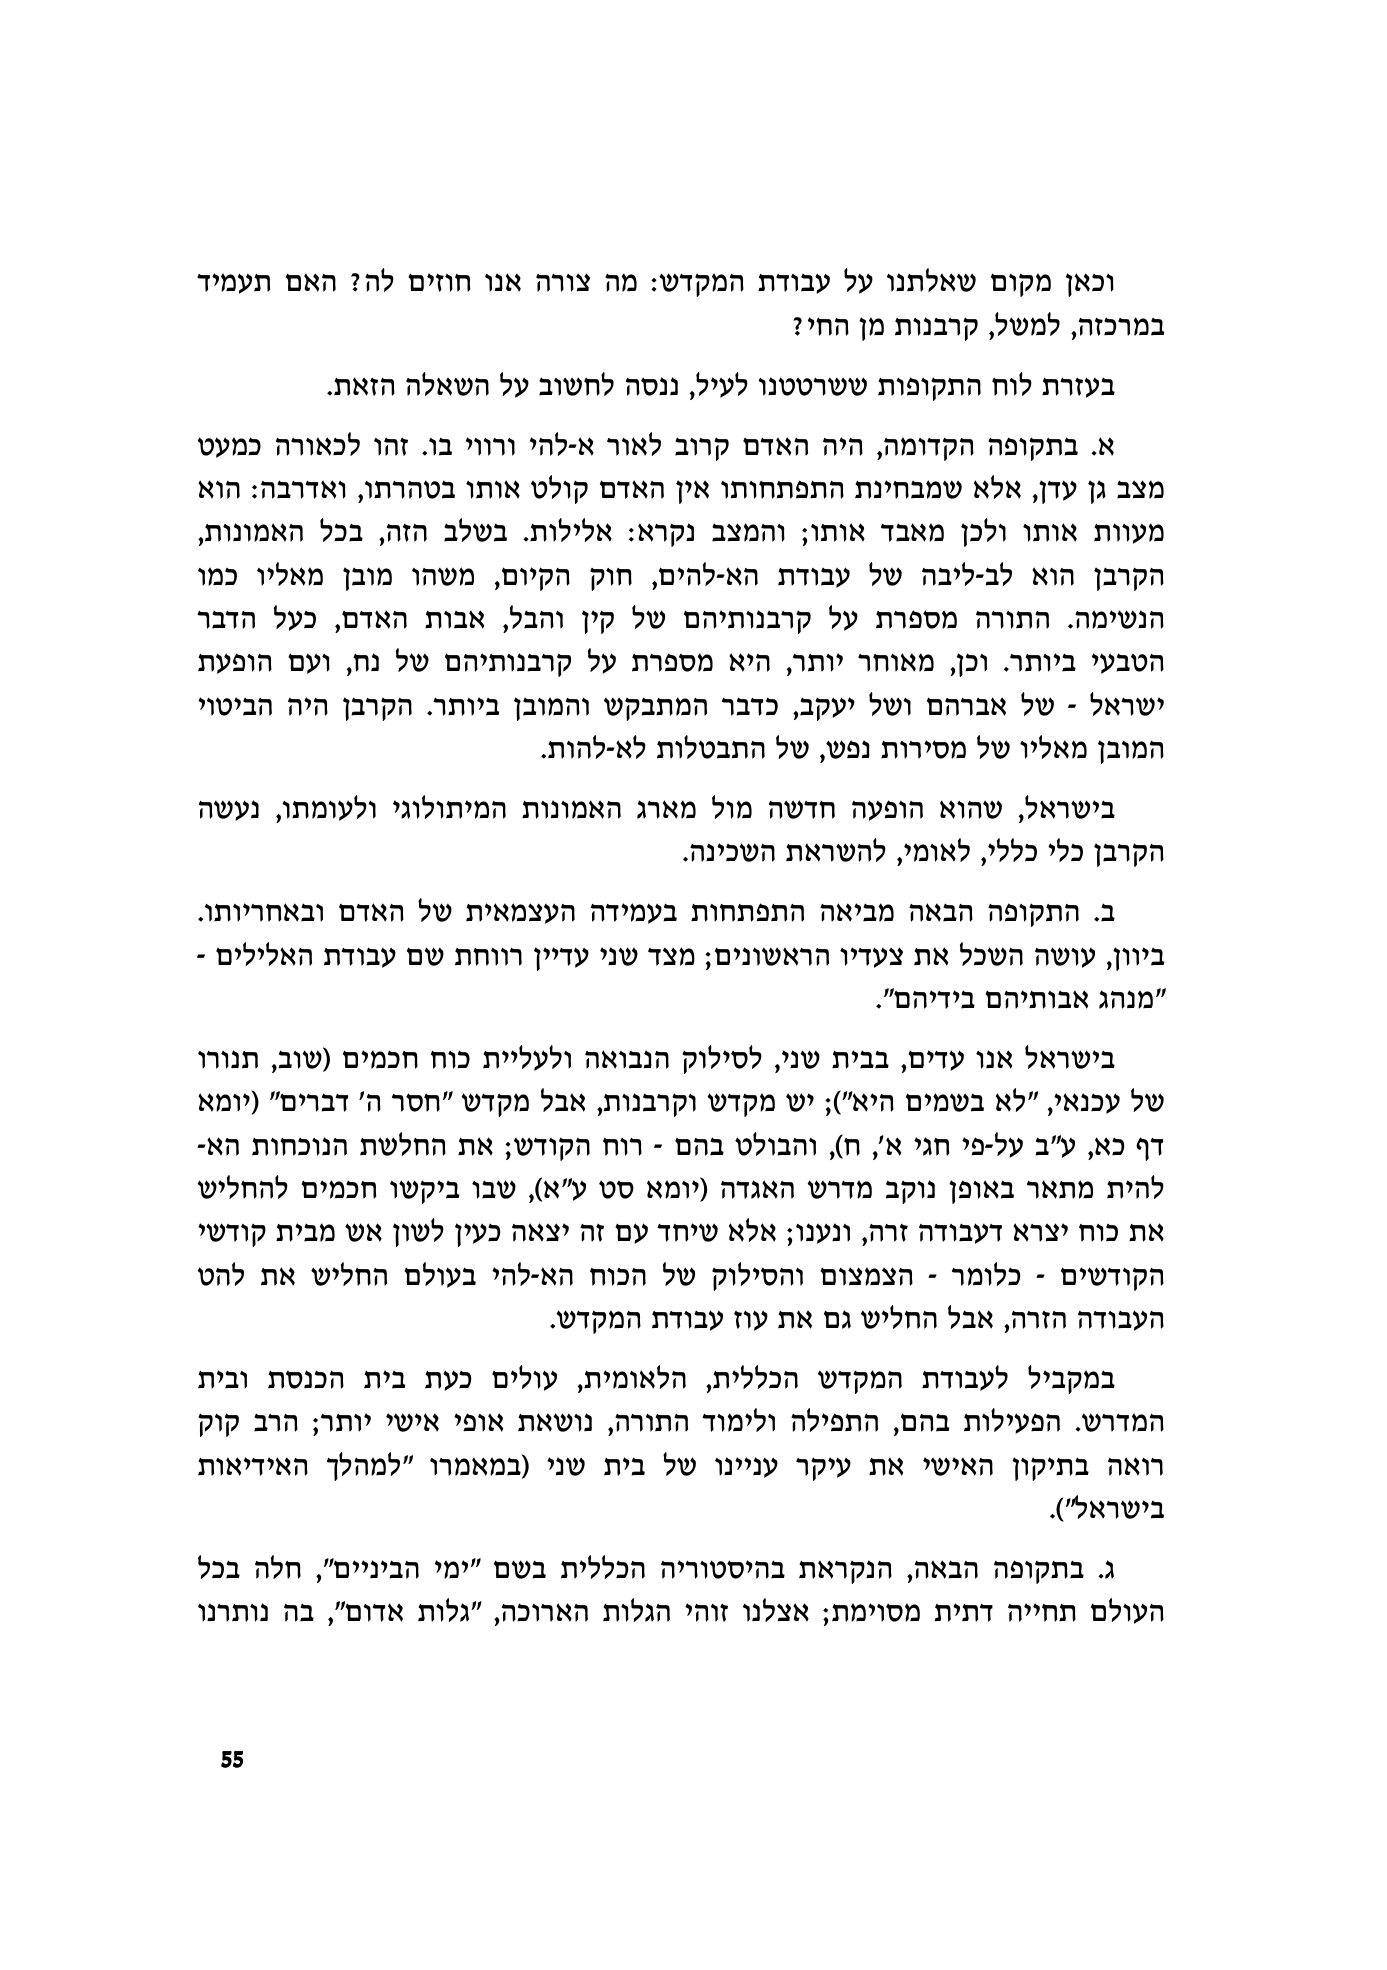 וכאן מקום שאלתנו על עבודת המקדש: מה צורה אנו חוזים לה? האם תעמיד
במרכזה, למשל, קרבנות מן החי?
בעזרת לוח התקופות ששרטטנו לעיל, ננסה לחשוב על השאלה הזאת.
א. בתקופה הקדומה, היה האדם קרוב לאור א-להי ורווי בו. זהו לכאורה כמעט
מצב גן עדן, אלא שמבחינת התפתחותו אין האדם קולט אותו בטהרתו, ואדרבה: הוא
מעוות אותו ולכן מאבד אותו; והמצב נקרא: אלילות. בשלב הזה, בכל האמונות,
הקרבן הוא לב-ליבה של עבודת הא-להים, חוק הקיום, משהו מובן מאליו כמו
הנשימה. התורה מספרת על קרבנותיהם של קין והבל, אבות האדם, כעל הדבר
הטבעי ביותר. וכן, מאוחר יותר, היא מספרת על קרבנותיהם של נח, ועם הופעת
ישראל - של אברהם ושל יעקב, כדבר המתבקש והמובן ביותר. הקרבן היה הביטוי
המובן מאליו של מסירות נפש, של התבטלות לא-להות.
בישראל, שהוא הופעה חדשה מול מארג האמונות המיתולוגי ולעומתו, נעשה
הקרבן כלי כללי, לאומי, להשראת השכינה.
ב. התקופה הבאה מביאה התפתחות בעמידה העצמאית של האדם ובאחריותו.
ביוון, עושה השכל את צעדיו הראשונים; מצד שני עדיין רווחת שם עבודת האלילים -
"מנהג אבותיהם בידיהם".
בישראל אנו עדים, בבית שני, לסילוק הנבואה ולעליית כוח חכמים (שוב, תנורו
של עכנאי, "לא בשמים היא"); יש מקדש וקרבנות, אבל מקדש "חסר ה' דברים" (יומא
דף כא, ע"ב על-פי חגי א', ח), והבולט בהם - רוח הקודש; את החלשת הנוכחות הא-
להית מתאר באופן נוקב מדרש האגדה (יומא סט ע"א), שבו ביקשו חכמים להחליש
את כוח יצרא דעבודה זרה, ונענו; אלא שיחד עם זה יצאה כעין לשון אש מבית קודשי
הקודשים - כלומר - הצמצום והסילוק של הכוח הא-להי בעולם החליש את להט
העבודה הזרה, אבל החליש גם את עוז עבודת המקדש.
במקביל לעבודת המקדש הכללית, הלאומית, עולים כעת בית הכנסת ובית
המדרש. הפעילות בהם, התפילה ולימוד התורה, נושאת אופי אישי יותר; הרב קוק
רואה בתיקון האישי את עיקר עניינו של בית שני (במאמרו "למהלך האידיאות
בישראל").
ג. בתקופה הבאה, הנקראת בהיסטוריה הכללית בשם "ימי הביניים", חלה בכל
העולם תחייה דתית מסוימת; אצלנו זוהי הגלות הארוכה, "גלות אדום", בה נותרנו
55